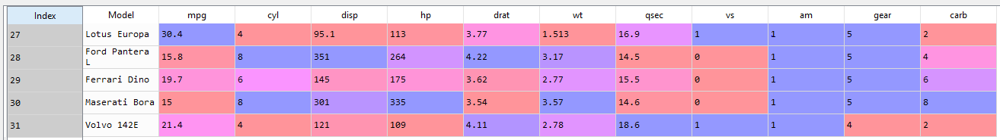 Index Model mpg cyl disp hp drat wt qsec vs am gear carb
27 Lotus Europa 30.4 4 95.1 113 3.77 1.513 16.9 1 1 5 2
28 Ford Pantera L 15.8 8 351 264 4.22 3.17 14.5 0 1 5 4
29 Ferrari Dino 19.7 6 145 175 3.62 2.77 15.5 0 1 5 6
30 Maserati Bora 15 8 301 335 3.54 3.57 14.6 0 1 5 8
31 Volvo 142E 21.4 4 121 109 4.11 2.78 18.6 1 1 4 2